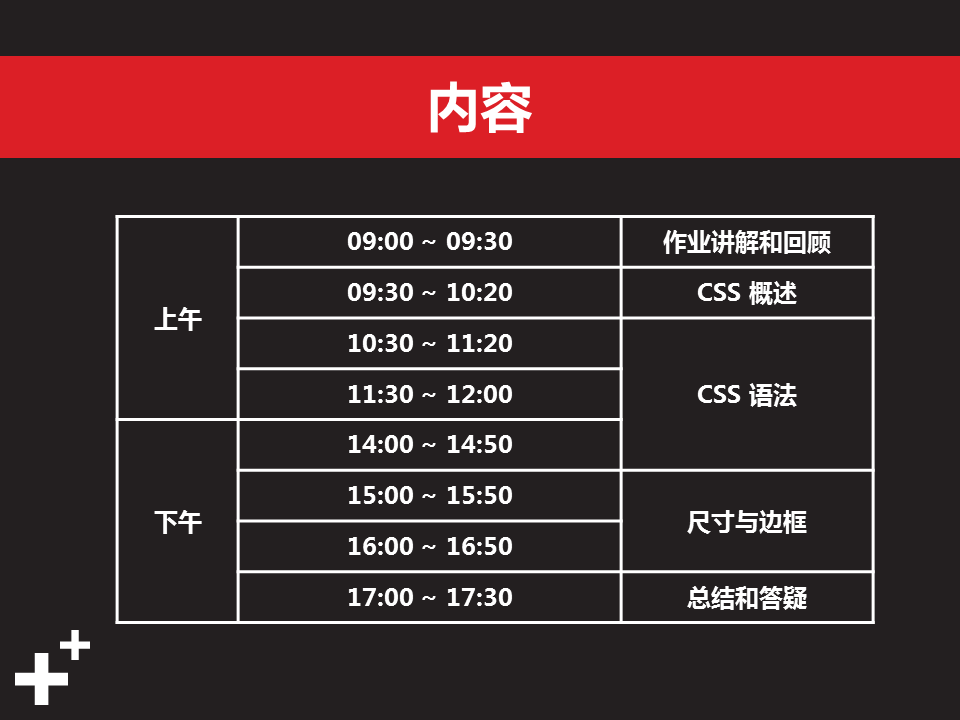 内容
上午
09:00 ~ 09:30
作业讲解和回顾
09:30 ~ 10:20
CSS 概述
10:30 ~ 11:20
CSS 语法
11:30 ~ 12:00
下午
14:00 ~ 14:50
15:00 ~ 15:50
尺寸与边框
16:00 ~ 16:50
17:00 ~ 17:30
总结和答疑